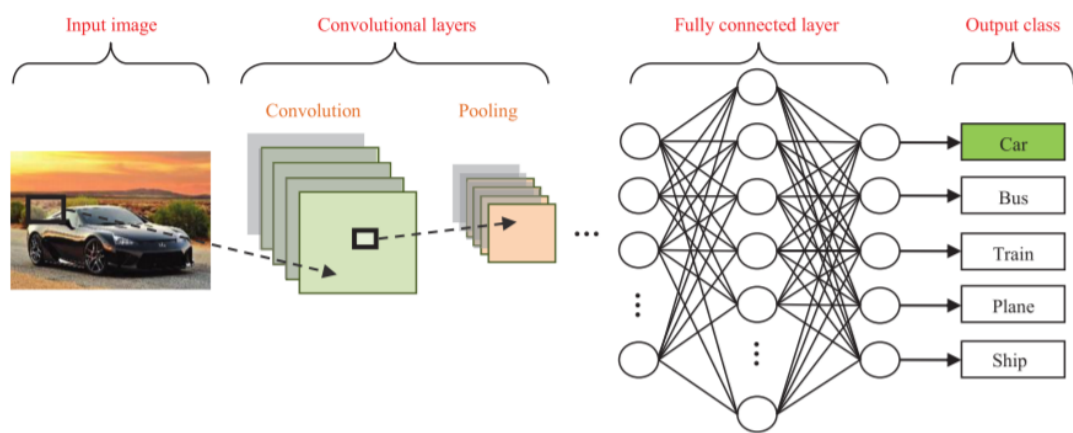 Input image
Convolutional layers
Fully connected layer
Output class
Convolution
Pooling
Car
Bus
Train
Plane
Ship